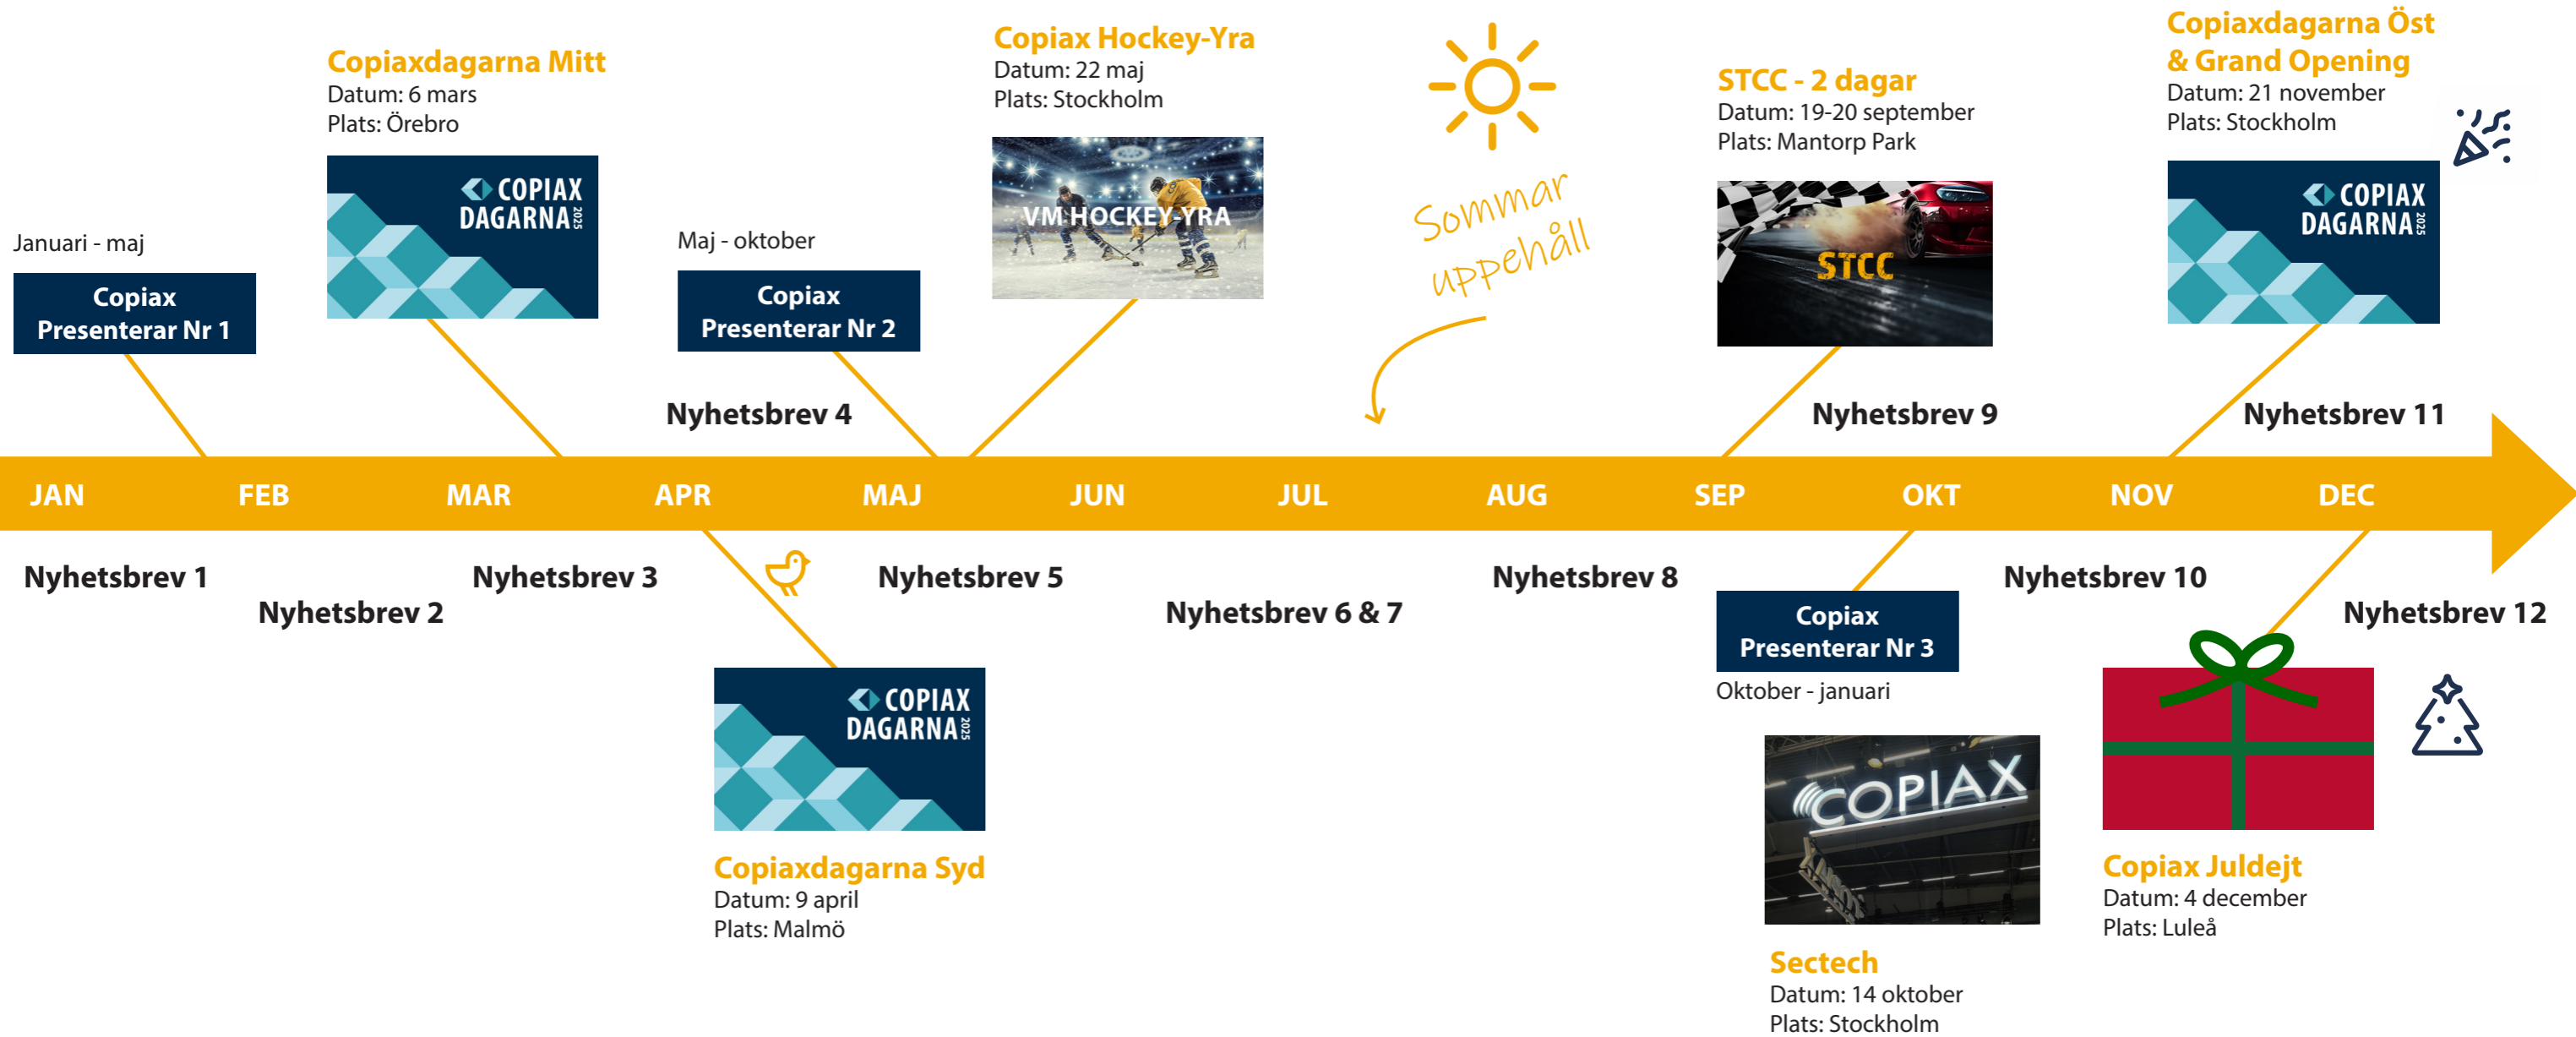 Copiaxdagarna Mitt
Datum: 6 mars
Plats: Örebro
COPIAX
DAGARNA 2025
Januari - maj
Copiax
Presenterar Nr 1
Maj - oktober
Copiax
Presenterar Nr 2
Copiax Hockey-Yra
Datum: 22 maj
Plats: Stockholm
VM HOCKEY-YRA
Sommar
uppehåll
STCC - 2 dagar
Datum: 19-20 september
Plats: Mantorp Park
STCC
Copiaxdagarna Öst
& Grand Opening
Datum: 21 november
Plats: Stockholm
COPIAX
DAGARNA 2025
Nyhetsbrev 4
Nyhetsbrev 9
Nyhetsbrev 11
JAN FEB MAR APR MAJ JUN JUL AUG SEP OKT NOV DEC
Nyhetsbrev 1
Nyhetsbrev 2
Nyhetsbrev 3
Nyhetsbrev 5
Nyhetsbrev 6 & 7
Nyhetsbrev 8
Nyhetsbrev 10
Nyhetsbrev 12
COPIAX
DAGARNA 2025
Copiaxdagarna Syd
Datum: 9 april
Plats: Malmö
Copiax
Presenterar Nr 3
Oktober - januari
COPIAX
Sectech
Datum: 14 oktober
Plats: Stockholm
Copiax Juldejt
Datum: 4 december
Plats: Luleå